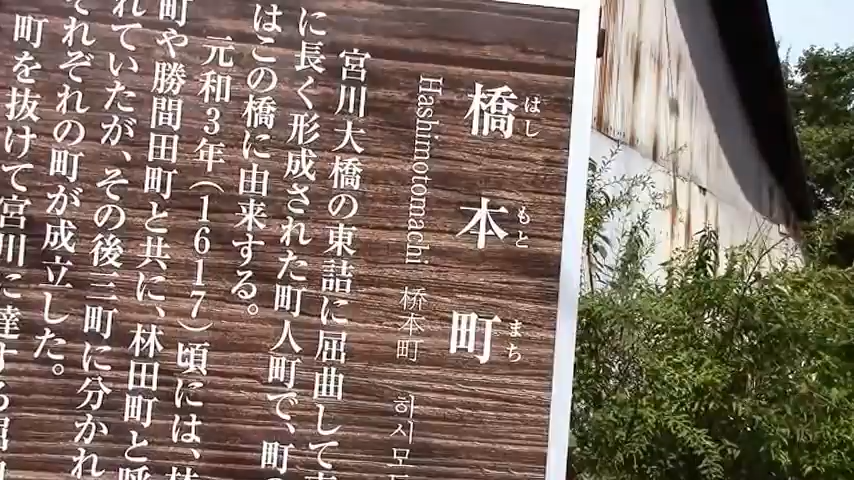 橋本町
はしもとまち
Hashimotomachi 桥本町 하시모
宮川大橋の東詰に屈曲して東
に長く形成された町人町で、町の
はこの橋に由来する。
元和3年（1617）頃には、林
町や勝間田町と共に、林田町と呼
れていたが、その後三町に分かれ
それぞれの町が成立した。
町を抜けて宮川に達する